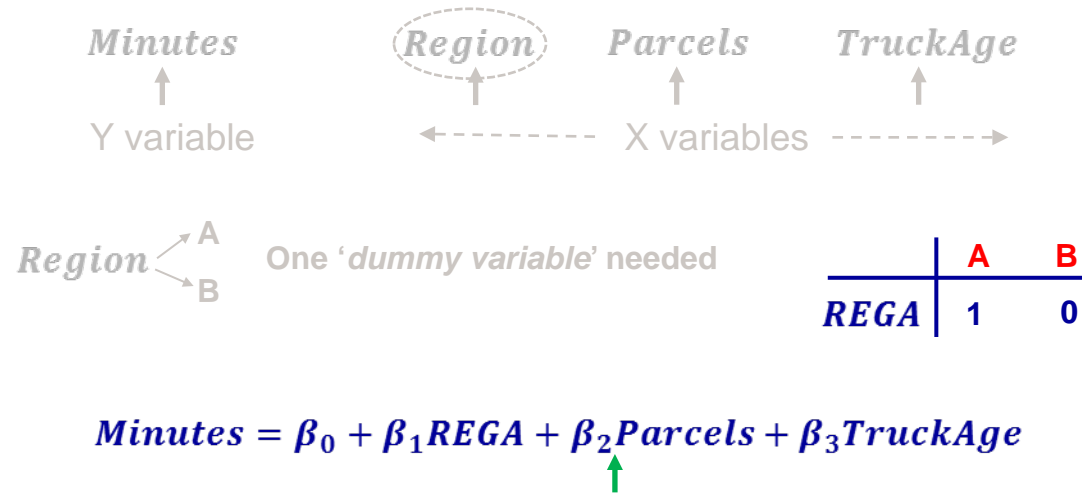 Minutes Region Parcels TruckAge
Y variable X variables
A
Region One ‘dummy variable’ needed
B
A B
REGA 1 0
Minutes = β₀ + β₁REGA + β₂Parcels + β₃TruckAge